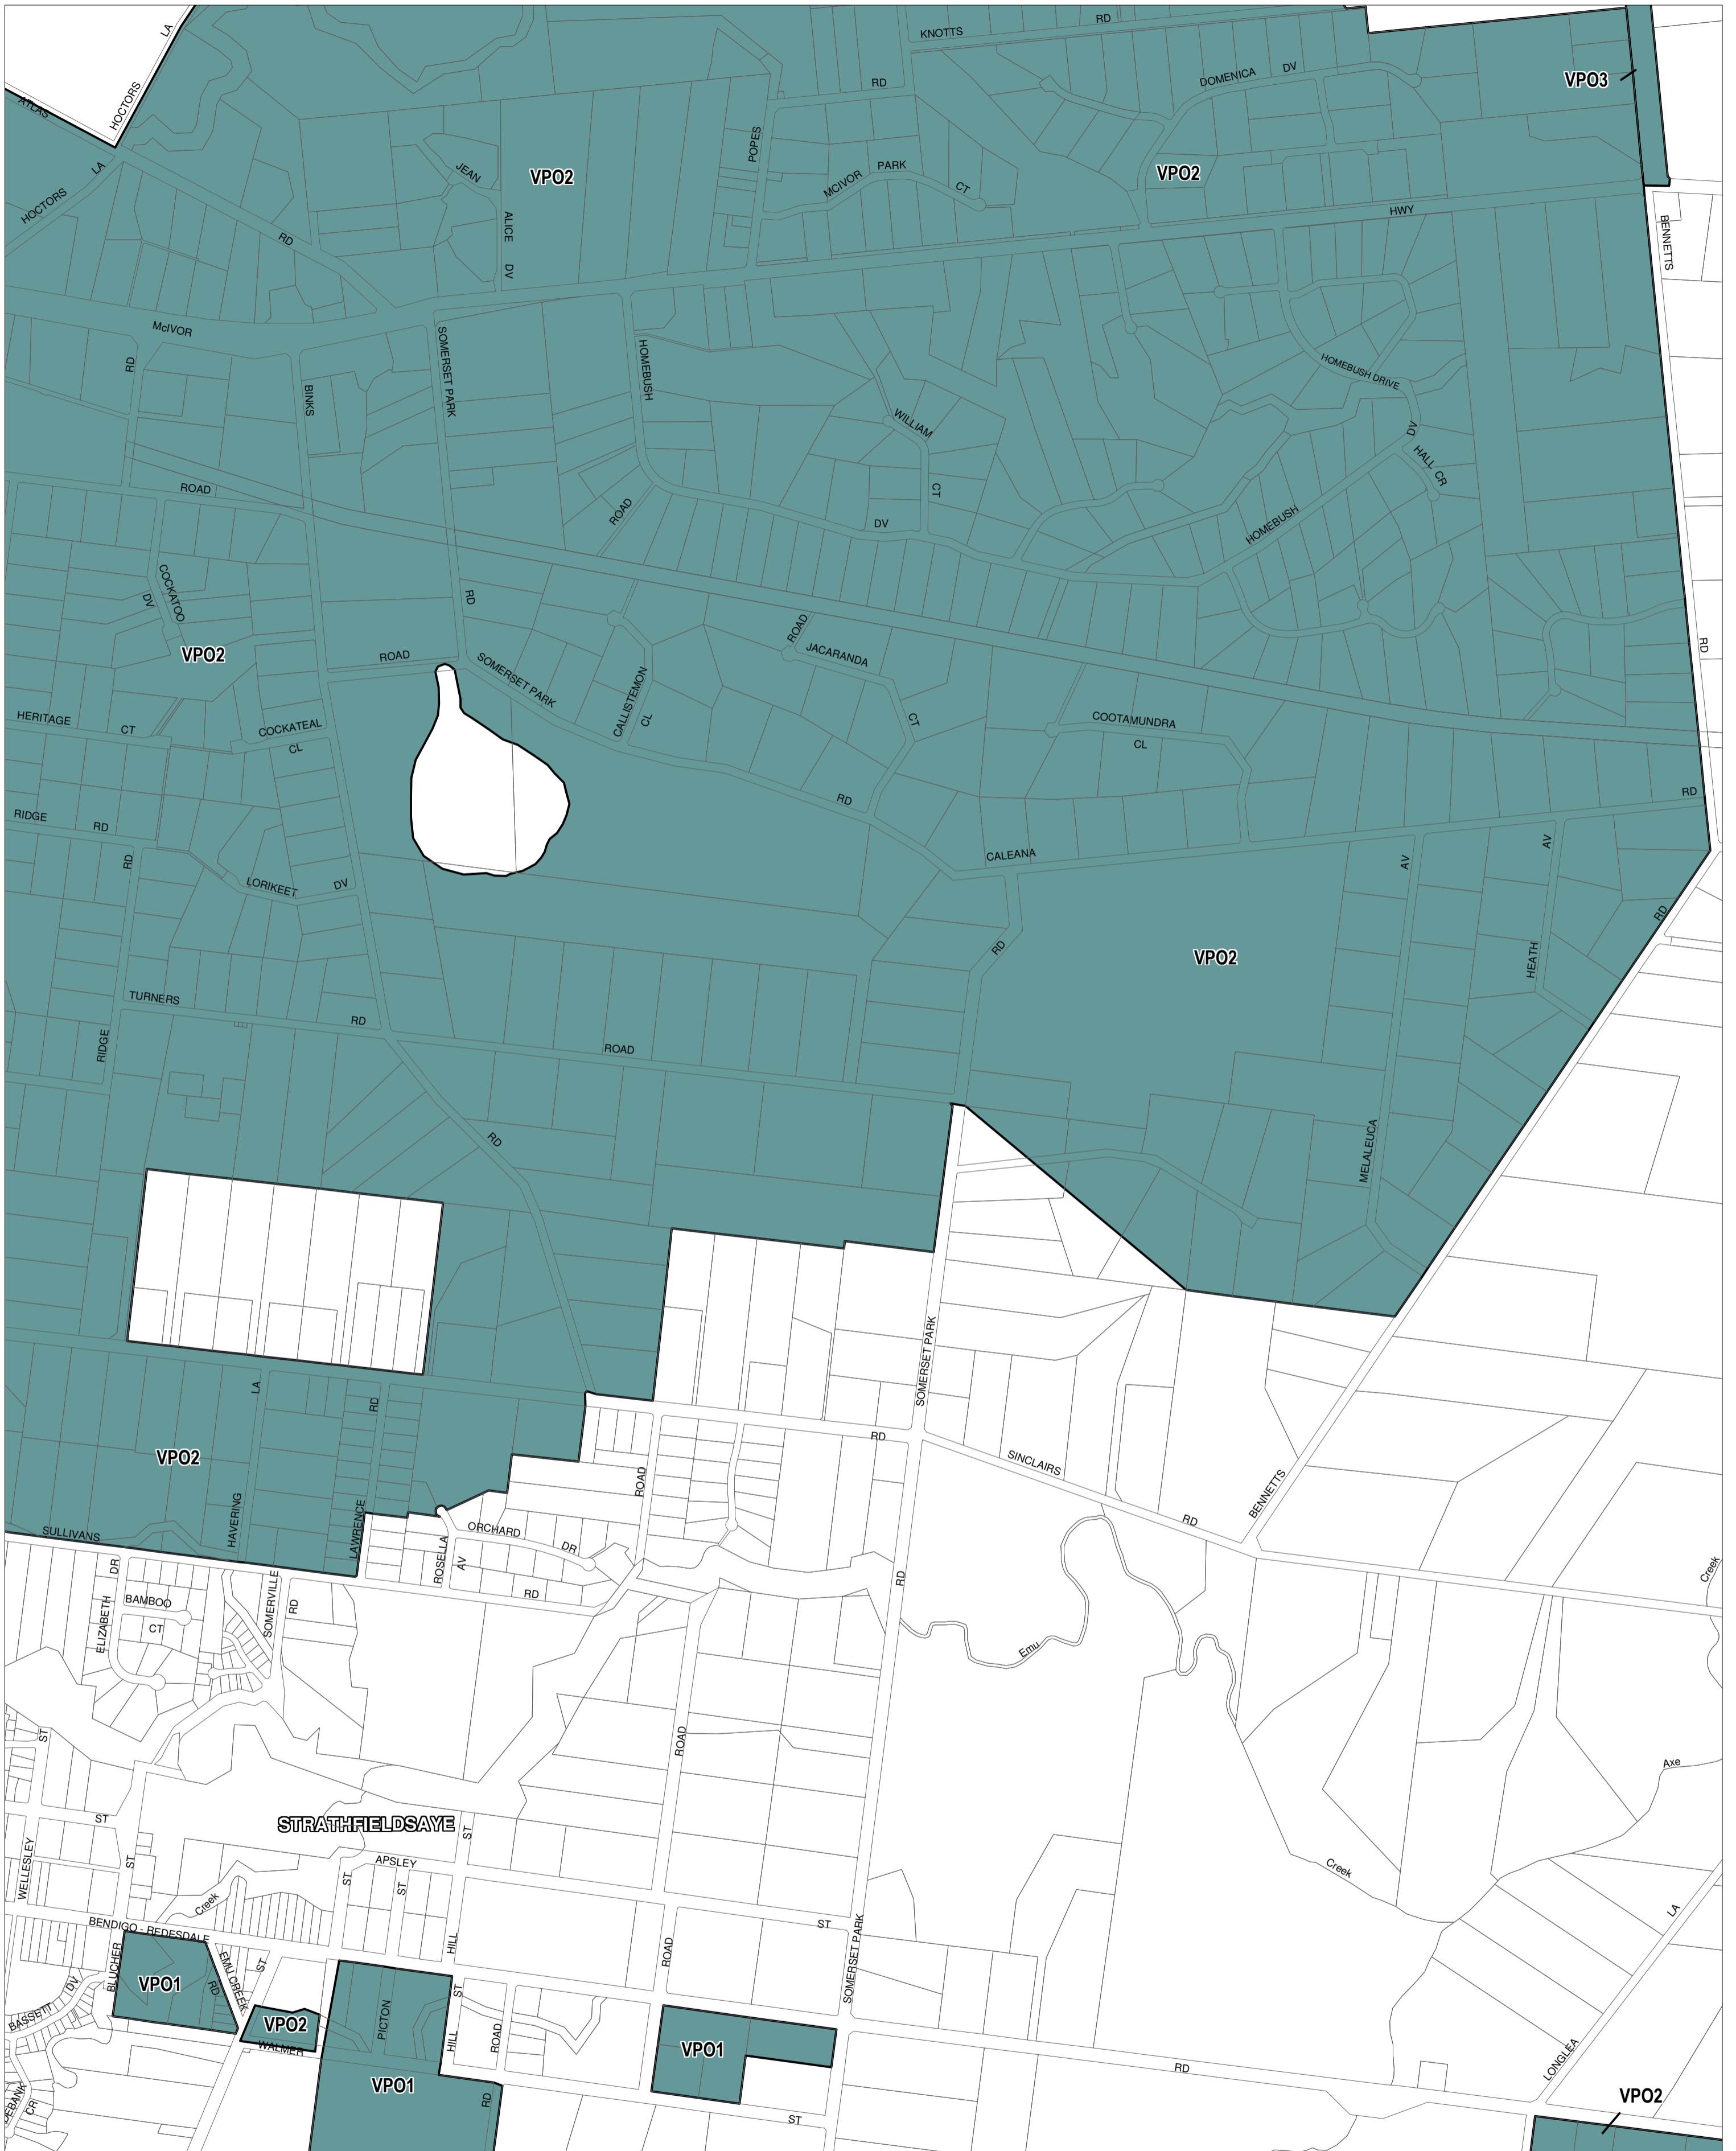 LA
KNOTTS
RD
HOCTORS
ATLAS
RD
DOMENICA
DV
VPO3
POPES
LA
JEAN
VPO2
MCIVOR
PARK
CT
VPO2
HOCTORS
ALICE
DV
RD
HWY
BENNETTS
McIVOR
RD
BINKS
SOMERSET PARK
HOMEBUSH
HOMEBUSH DRIVE
WILLIAM
CT
DV
HALL CR
ROAD
ROAD
DV
HOMEBUSH
COCKATOO
DV
RD
VPO2
ROAD
SOMERSET PARK
CALLISTEMON
CL
ROAD
JACARANDA
CT
RD
HERITAGE
CT
COCKATEAL
CL
COOTAMUNDRA
CL
RIDGE
RD
RD
RD
RD
CALEANA
AV
AV
LORIKEET
DV
RD
RD
VPO2
HEATH
TURNERS
RD
RIDGE
ROAD
RD
MELALEUCA
SOMERSET PARK
LA
RD
RD
SINCLAIRS
VPO2
ROAD
BENNETTS
HAVERING
LAWRENCE
RD
SULLIVANS
ORCHARD
DR
ROSELLA
AV
RD
RD
DR
BAMBOO
CT
ELIZABETH
SOMERVILLE
RD
Creek
Emu
ST
ROAD
Axe
ST
STRATHFIELDSAYE
ST
WELLESLEY
ST
APSLEY
ST
ST
Creek
Creek
BENDIGO - REDESDALE
ST
LA
HILL
ROAD
SOMERSET PARK
BLUCHER
EMU CREEK
ST
VPO1
RD
DV
BASSETT
VPO2
PICTON
ST
WALMER
HILL
ROAD
VPO1
VPO1
RD
LONGLEA
RD
CR
ST
VPO2